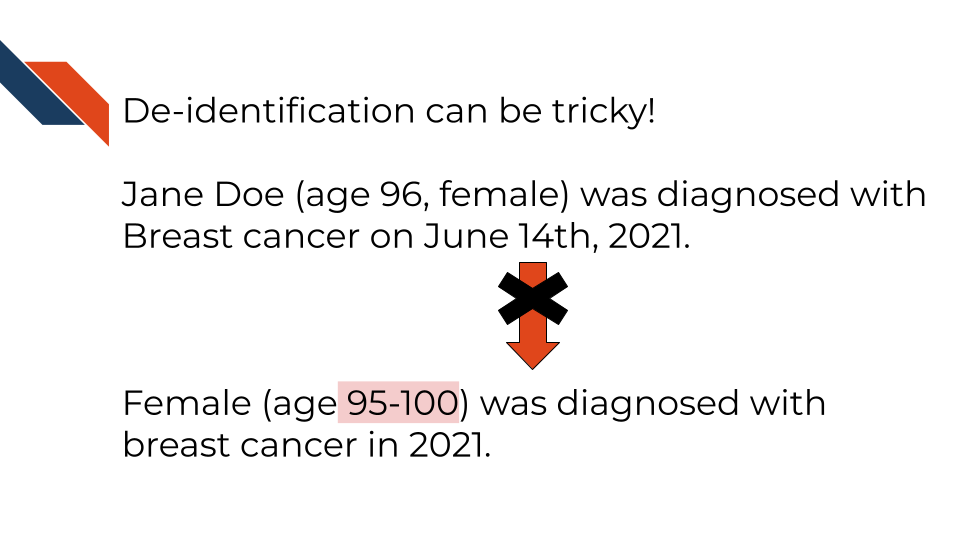 De-identification can be tricky!
Jane Doe (age 96, female) was diagnosed with
Breast cancer on June 14th, 2021.
Female (age 95-100) was diagnosed with
breast cancer in 2021.